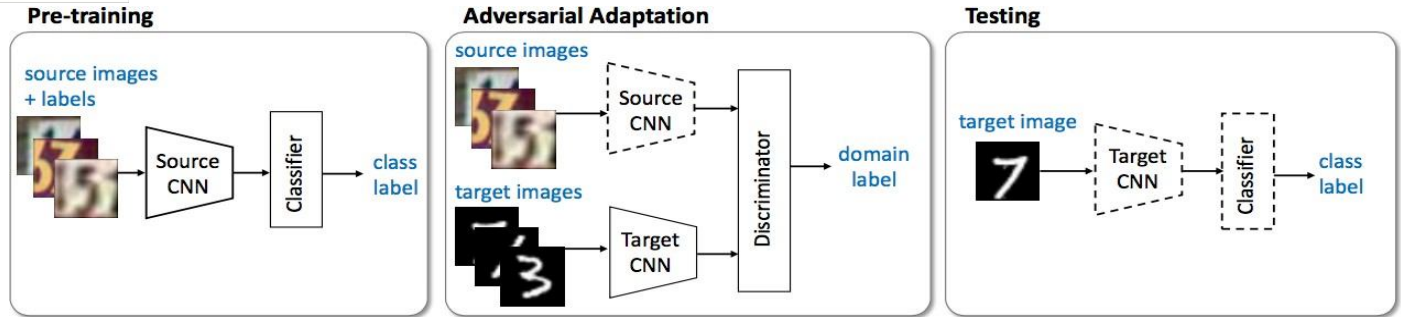 Pre-training
source images
+ labels
Source
CNN
Classifier
class
label
Adversarial Adaptation
source images
Source
CNN
target images
Target
CNN
Discriminator
domain
label
Testing
target image
Target
CNN
Classifier
class
label